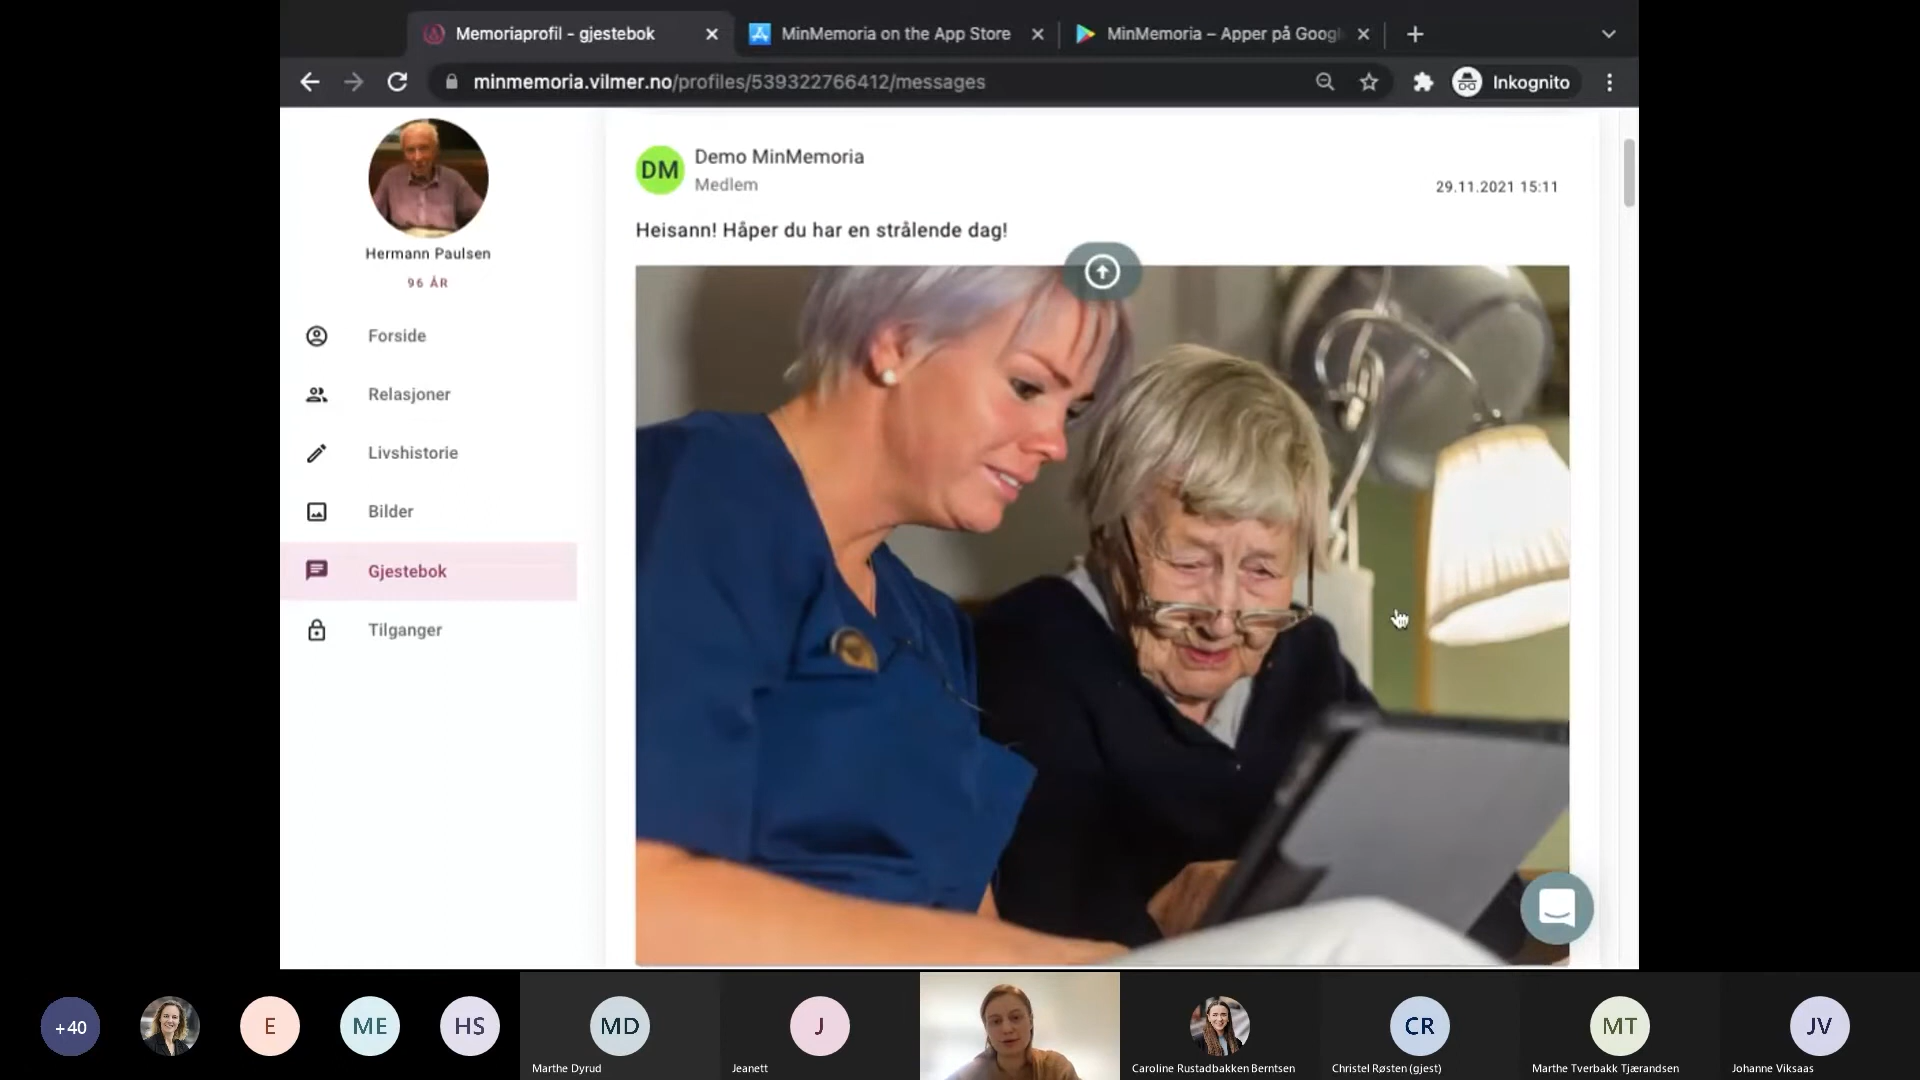 Memoriaprofil - gjestebok
MinMemoria on the App Store
MinMemoria – Apper på Googl
minmemoria.vilmer.no/profiles/539322766412/messages
Inkognito
Hermann Paulsen
96 ÅR
Forside
Relasjoner
Livshistorie
Bilder
Gjestebok
Tilganger
DM
Demo MinMemoria
Medlem
29.11.2021 15:11
Heisann! Håper du har en strålende dag!
+40
E
ME
HS
MD
Marthe Dyrud
J
Jeanett
Caroline Rustadbakken Berntsen
CR
Christel Røsten (gjest)
MT
Marthe Tverbakk Tjærandsen
JV
Johanne Viksaas